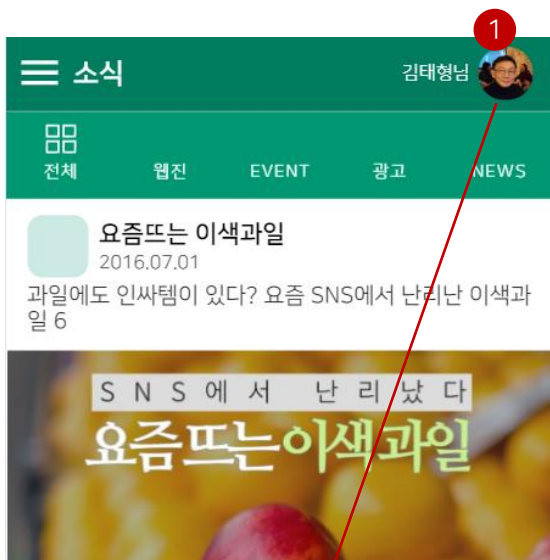 1
소식
김태형님
전체 웹진 EVENT 광고 NEWS
요즘뜨는 이색과일
2016.07.01
과일에도 인싸템이 있다? 요즘 SNS에서 난리난 이색과
일 6
SNS에서 난리났다
요즘뜨는이색과일